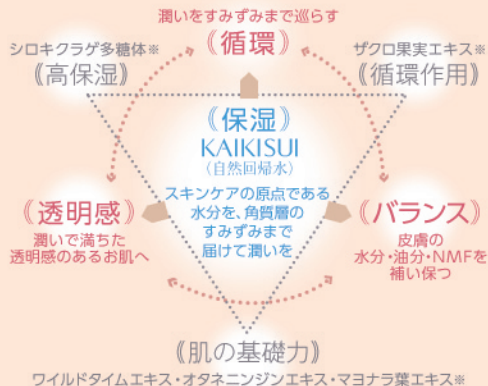 潤いをすみずみまで巡らす
《循環》
シロキクラゲ多糖体※
《高保湿》
ザクロ果実エキス※
《循環作用》
《保湿》
KAIKISUI
〈自然回帰水〉
スキンケアの原点である
水分を、角質層の
すみずみまで
届けて潤いを
《透明感》
潤いで満ちた
透明感のあるお肌へ
《バランス》
皮膚の
水分・油分・NMFを
補い保つ
《肌の基礎力》
ワイルドタイムエキス・オタネニンジンエキス・マヨナラ葉エキス※